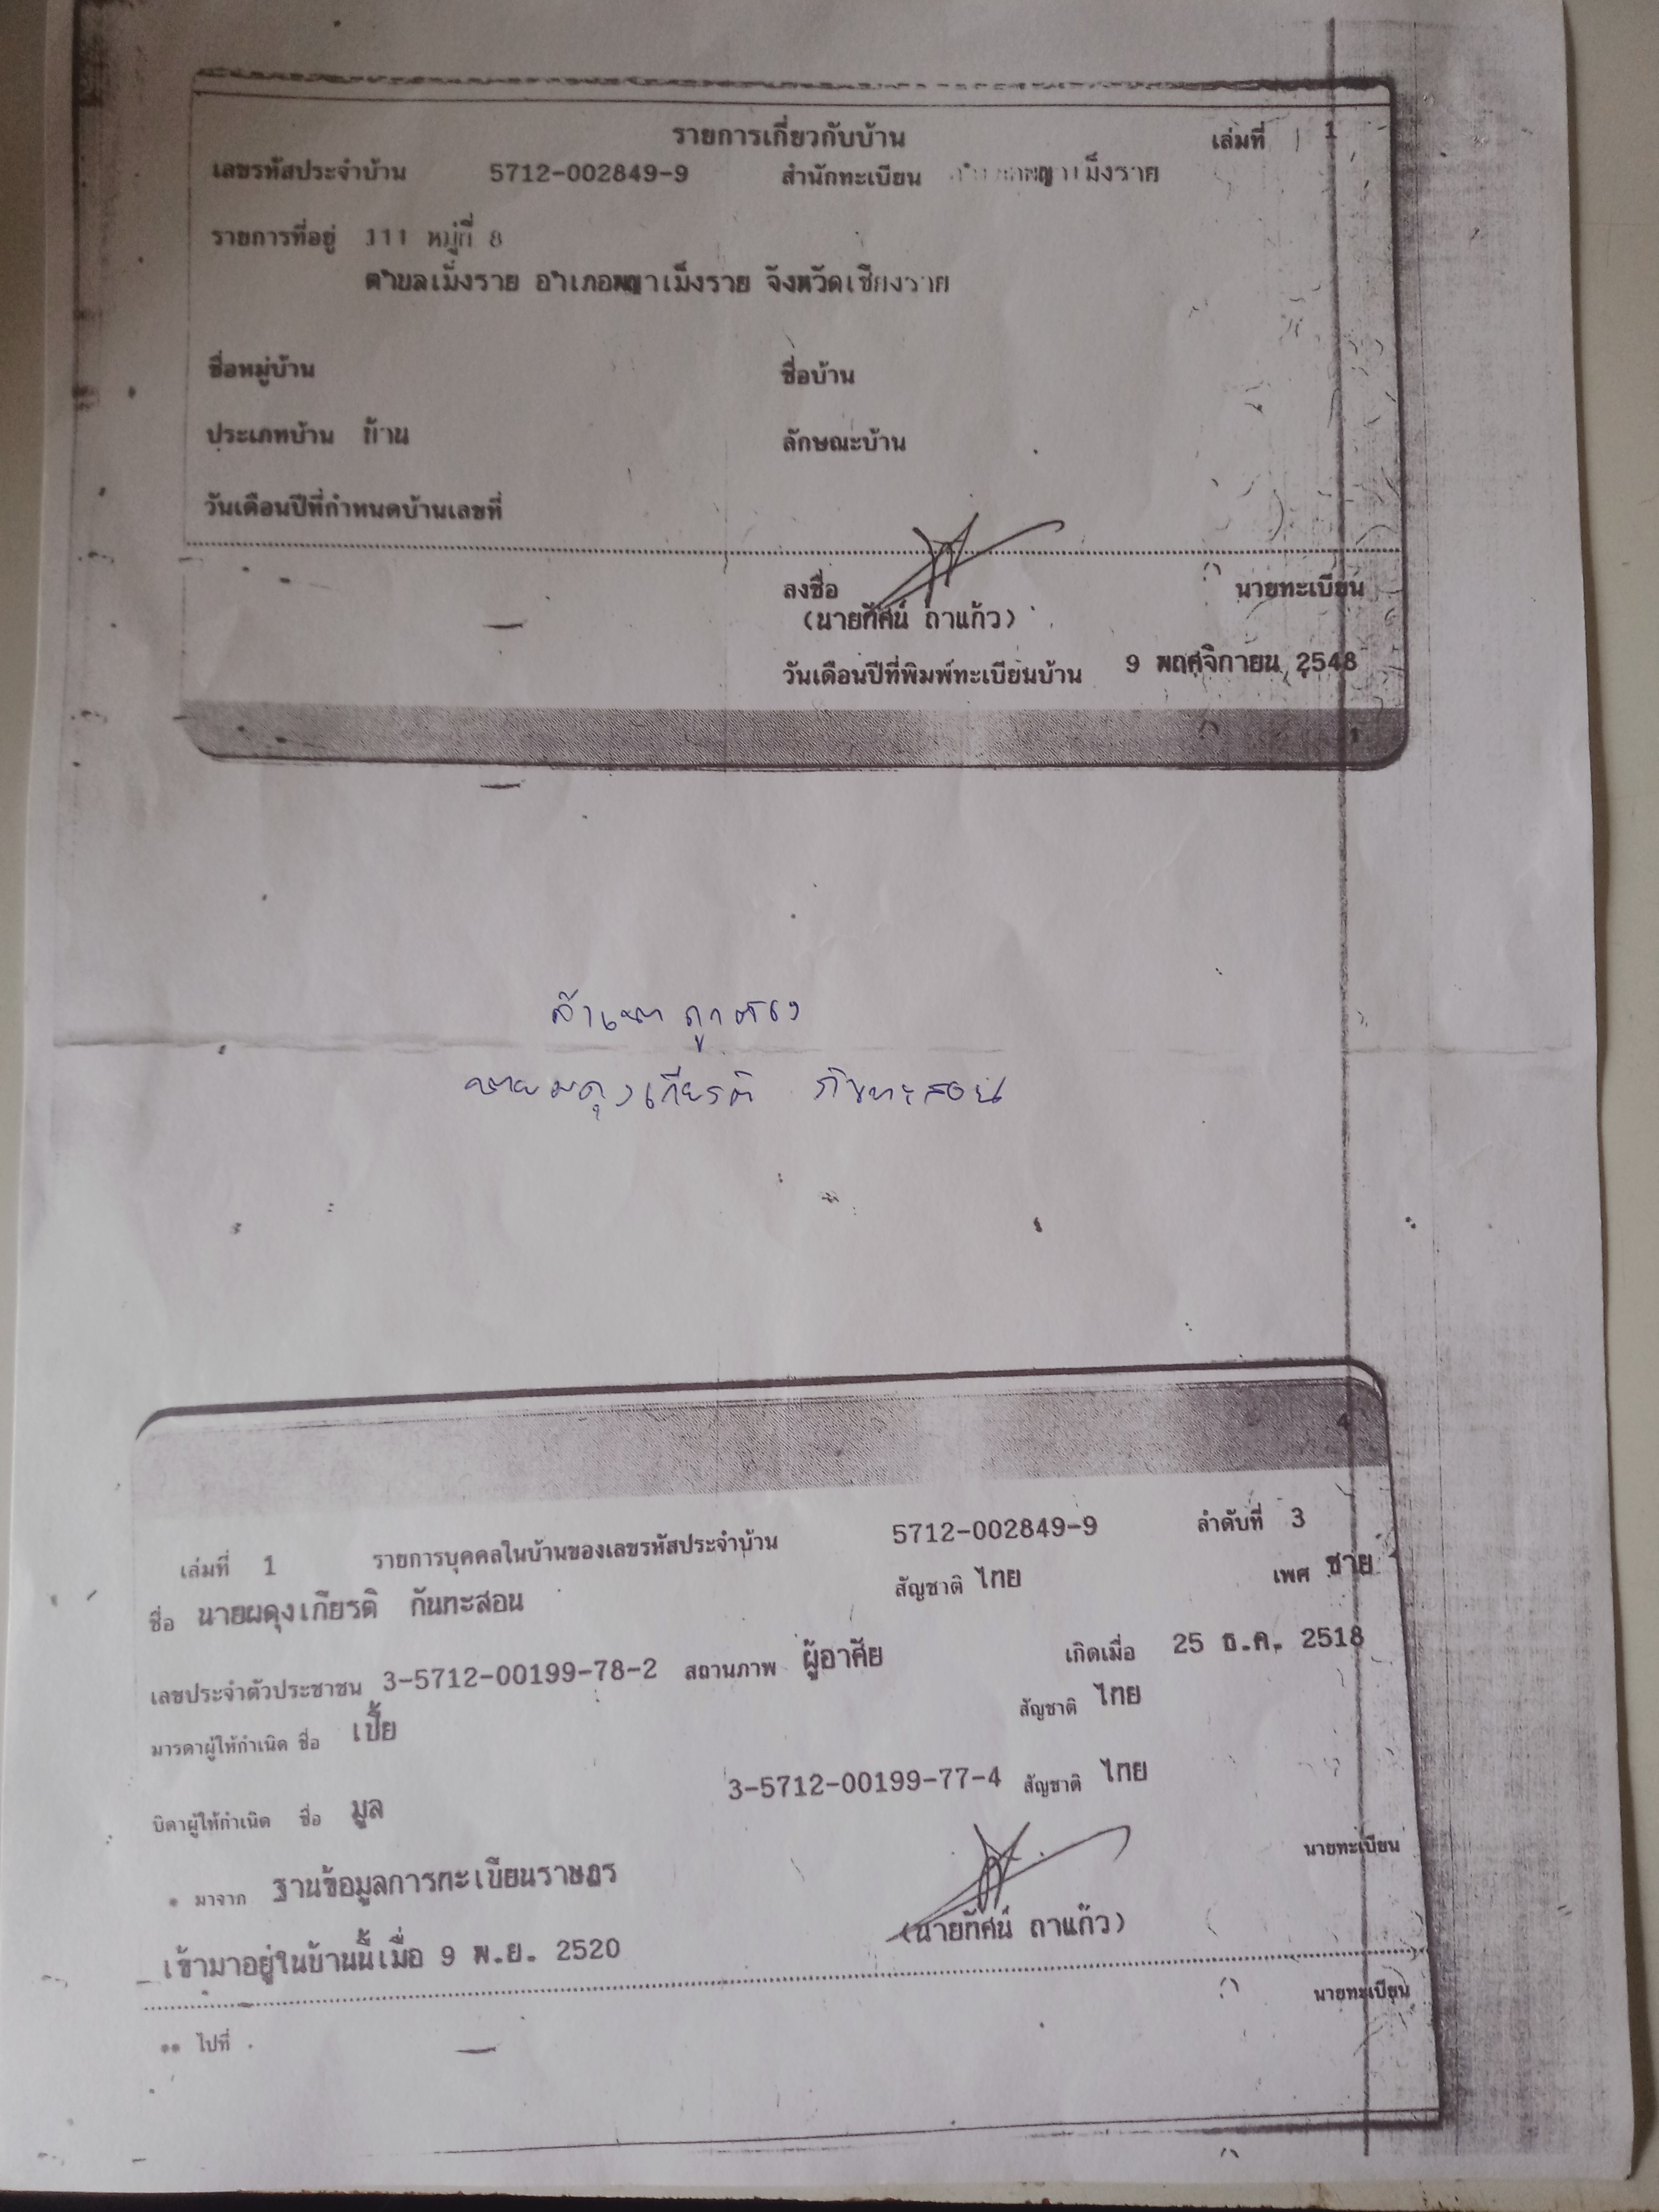 รายการเกี่ยวกับบ้าน เล่มที่ 1
เลขรหัสประจำบ้าน 5712-002849-9 สำนักทะเบียน อำเภอพญาเม็งราย
รายการที่อยู่ 111 หมู่ที่ 8
ตำบลเม็งราย อำเภอพญาเม็งราย จังหวัดเชียงราย
ชื่อหมู่บ้าน ชื่อบ้าน
ประเภทบ้าน บ้าน ลักษณะบ้าน
วันเดือนปีที่กำหนดบ้านเลขที่
ลงชื่อ นายทะเบียน
(นายทัศน์ ถาแก้ว)
วันเดือนปีที่พิมพ์ทะเบียนบ้าน 9 พฤศจิกายน 2548
1
สำเนาถูกต้อง
นายผดุงเกียรติ กันทะสอน
4
เล่มที่ 1 รายการบุคคลในบ้านของเลขรหัสประจำบ้าน 5712-002849-9 ลำดับที่ 3
ชื่อ นายผดุงเกียรติ กันทะสอน สัญชาติ ไทย เพศ ชาย
เลขประจำตัวประชาชน 3-5712-00199-78-2 สถานภาพ ผู้อาศัย เกิดเมื่อ 25 ธ.ค. 2518
มารดาผู้ให้กำเนิด ชื่อ เปี้ย สัญชาติ ไทย
บิดาผู้ให้กำเนิด ชื่อ มูล 3-5712-00199-77-4 สัญชาติ ไทย
* มาจาก ฐานข้อมูลการทะเบียนราษฎร นายทะเบียน
(นายทัศน์ ถาแก้ว)
เข้ามาอยู่ในบ้านนี้เมื่อ 9 พ.ย. 2520
** ไปที่ นายทะเบียน